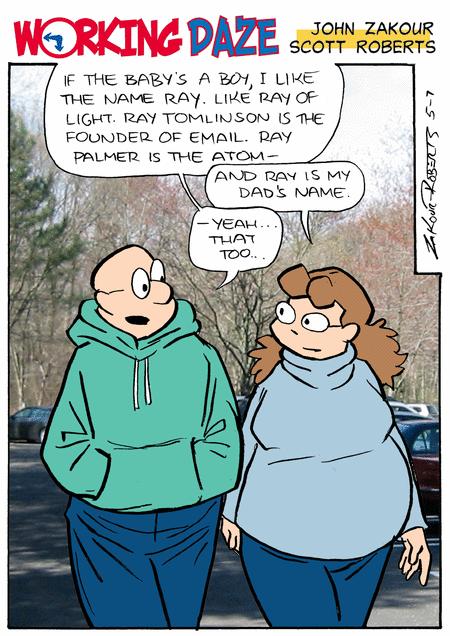 WORKING DAZE
JOHN ZAKOUR
SCOTT ROBERTS
IF THE BABY'S A BOY, I LIKE
THE NAME RAY. LIKE RAY OF
LIGHT. RAY TOMLINSON IS THE
FOUNDER OF EMAIL. RAY
PALMER IS THE ATOM—
AND RAY IS MY
DAD'S NAME.
—YEAH...
THAT
TOO...
ZAKOUR ROBERTS 5-7